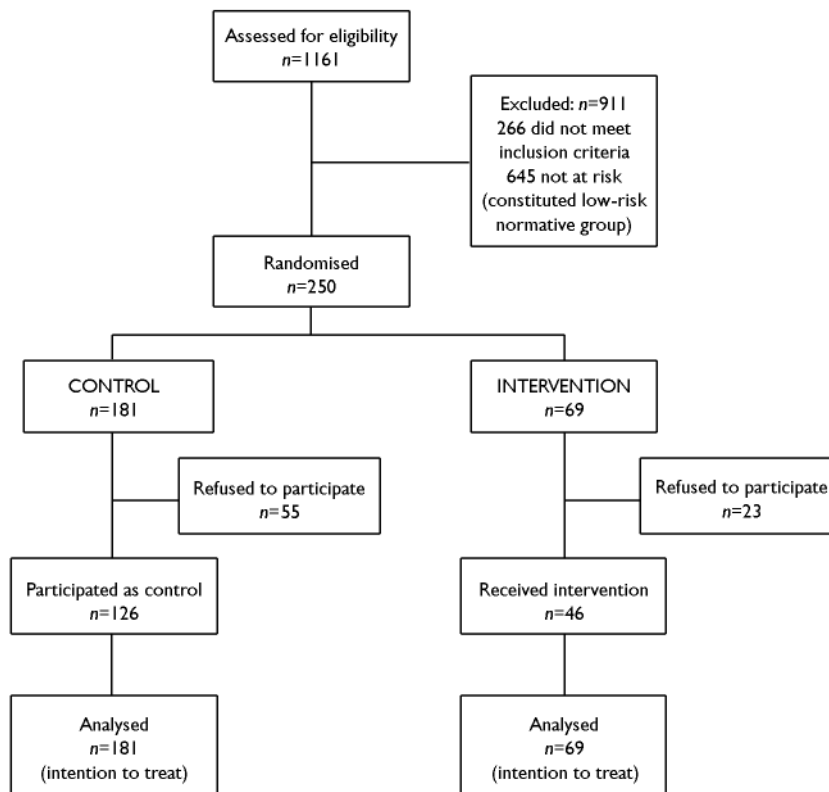 Assessed for eligibility
n=1161
Excluded: n=911
266 did not meet
inclusion criteria
645 not at risk
(constituted low-risk
normative group)
Randomised
n=250
CONTROL
n=181
INTERVENTION
n=69
Refused to participate
n=55
Refused to participate
n=23
Participated as control
n=126
Received intervention
n=46
Analysed
n=181
(intention to treat)
Analysed
n=69
(intention to treat)